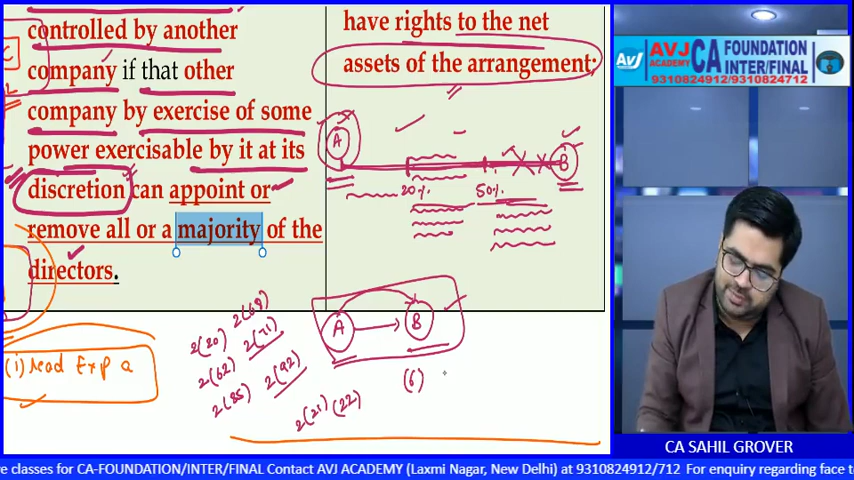 controlled by another
company if that other
company by exercise of some
power exercisable by it at its
discretion can appoint or
remove all or a majority of the
directors.
(i) read Exp a
have rights to the net
assets of the arrangement;
A
B
20%
50%
2(20) 2(69)
2(62) 2(71)
2(85) 2(92)
2(21) (22)
A
B
(6)
AVJ
AVJ ACADEMY
CA FOUNDATION
INTER/FINAL
9310824912/9310824712
CA SAHIL GROVER
ve classes for CA-FOUNDATION/INTER/FINAL Contact AVJ ACADEMY (Laxmi Nagar, New Delhi) at 9310824912/712 For enquiry regarding face to